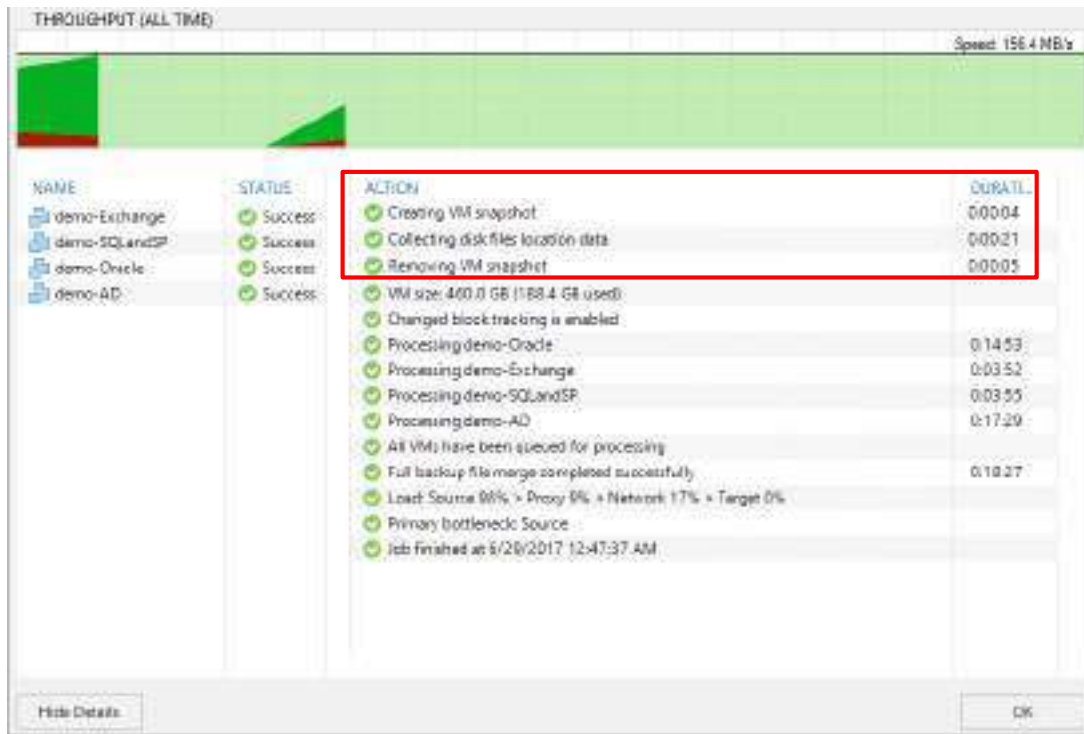 THROUGHPUT (ALL TIME)
Speed: 156.4 MB/s
NAME STATUS ACTION DURATI...
demo-Exchange Success Creating VM snapshot 0:00:04
demo-SQLandSP Success Collecting disk files location data 0:00:21
demo-Oracle Success Removing VM snapshot 0:00:05
demo-AD Success VM size: 460.0 GB (188.4 GB used)
Changed block tracking is enabled
Processing demo-Oracle 0:14:53
Processing demo-Exchange 0:03:52
Processing demo-SQLandSP 0:03:55
Processing demo-AD 0:17:29
All VMs have been queued for processing
Full backup file merge completed successfully 0:18:27
Load: Source 98% > Proxy 9% > Network 17% > Target 0%
Primary bottleneck: Source
Job finished at 6/20/2017 12:47:37 AM
Hide Details OK